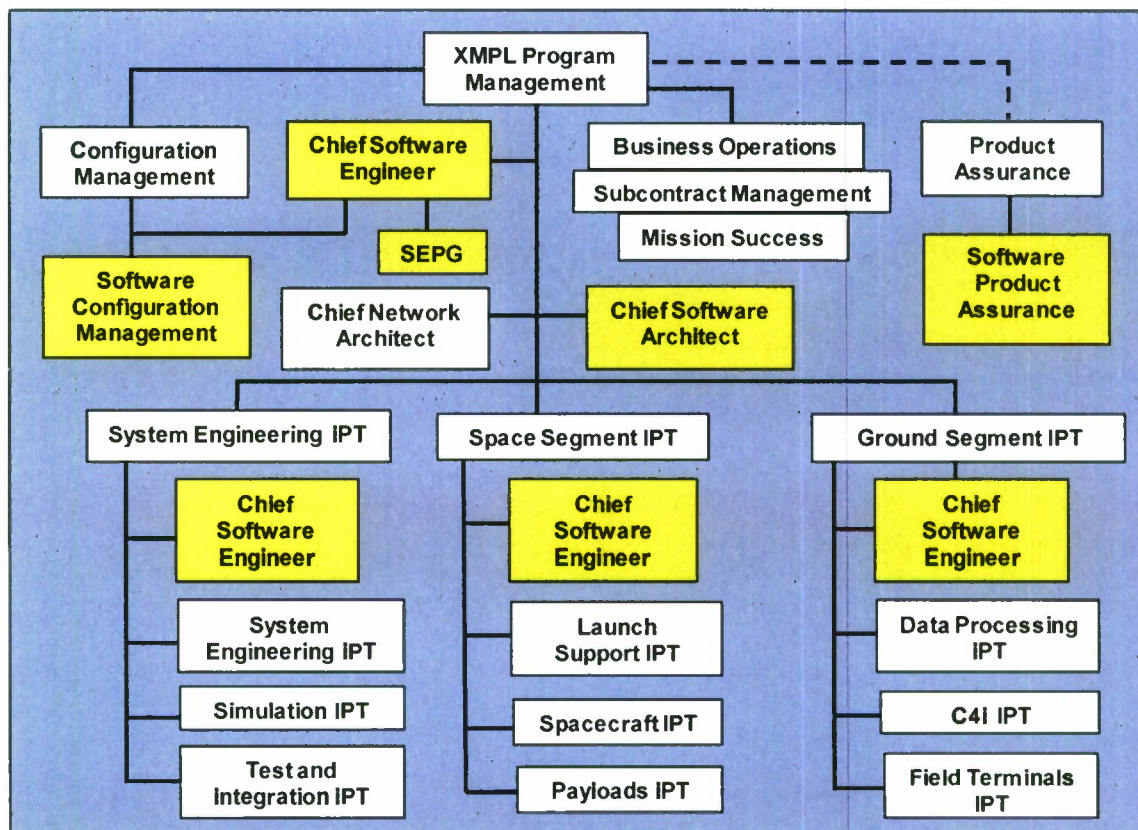 XMPL Program
Management
Configuration
Management
Chief Software
Engineer
Business Operations
Subcontract Management
Mission Success
Product
Assurance
SEPG
Software
Configuration
Management
Software
Product
Assurance
Chief Network
Architect
Chief Software
Architect
System Engineering IPT
Space Segment IPT
Ground Segment IPT
Chief
Software
Engineer
Chief
Software
Engineer
Chief
Software
Engineer
System
Engineering IPT
Launch
Support IPT
Data Processing
IPT
Simulation IPT
Spacecraft IPT
C4I IPT
Test and
Integration IPT
Payloads IPT
Field Terminals
IPT